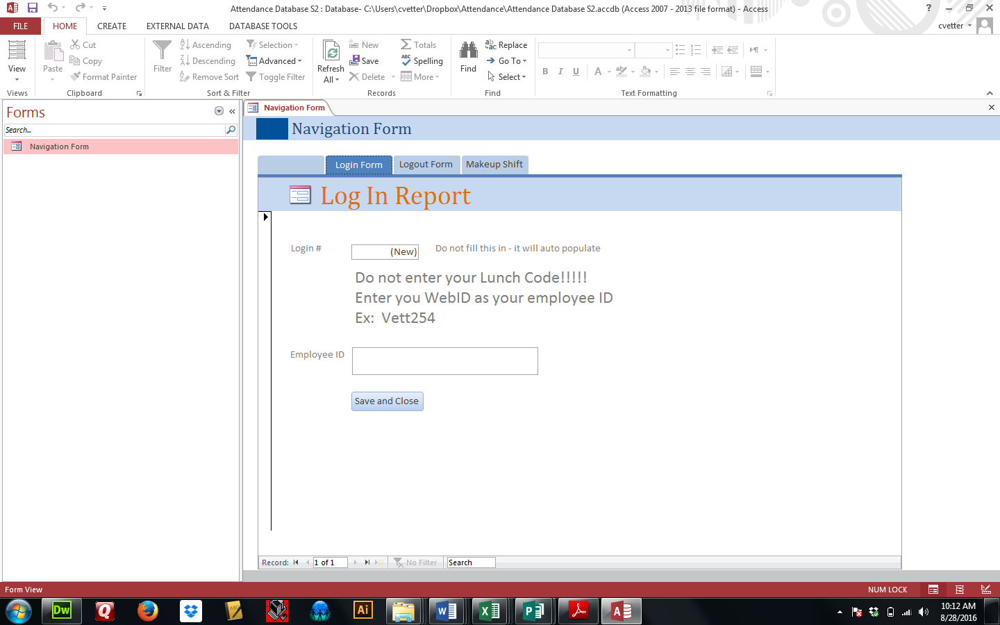 Attendance Database S2 : Database- C:\Users\cvetter\Dropbox\Attendance\Attendance Database S2.accdb (Access 2007 - 2013 file format) - Access
FILE HOME CREATE EXTERNAL DATA DATABASE TOOLS cvetter
View
Views
Paste
Cut
Copy
Format Painter
Clipboard
Filter
Ascending
Descending
Remove Sort
Selection
Advanced
Toggle Filter
Sort & Filter
Refresh
All
New
Save
Delete
Totals
Spelling
More
Records
Find
Replace
Go To
Select
Find
B I U A
Text Formatting
Forms
Search...
Navigation Form
Navigation Form
Navigation Form
Login Form Logout Form Makeup Shift
Log In Report
Login # (New) Do not fill this in - it will auto populate
Do not enter your Lunch Code!!!!!
Enter you WebID as your employee ID
Ex: Vett254
Employee ID
Save and Close
Record: 1 of 1 No Filter Search
Form View NUM LOCK
Dw
Ai
10:12 AM
8/28/2016